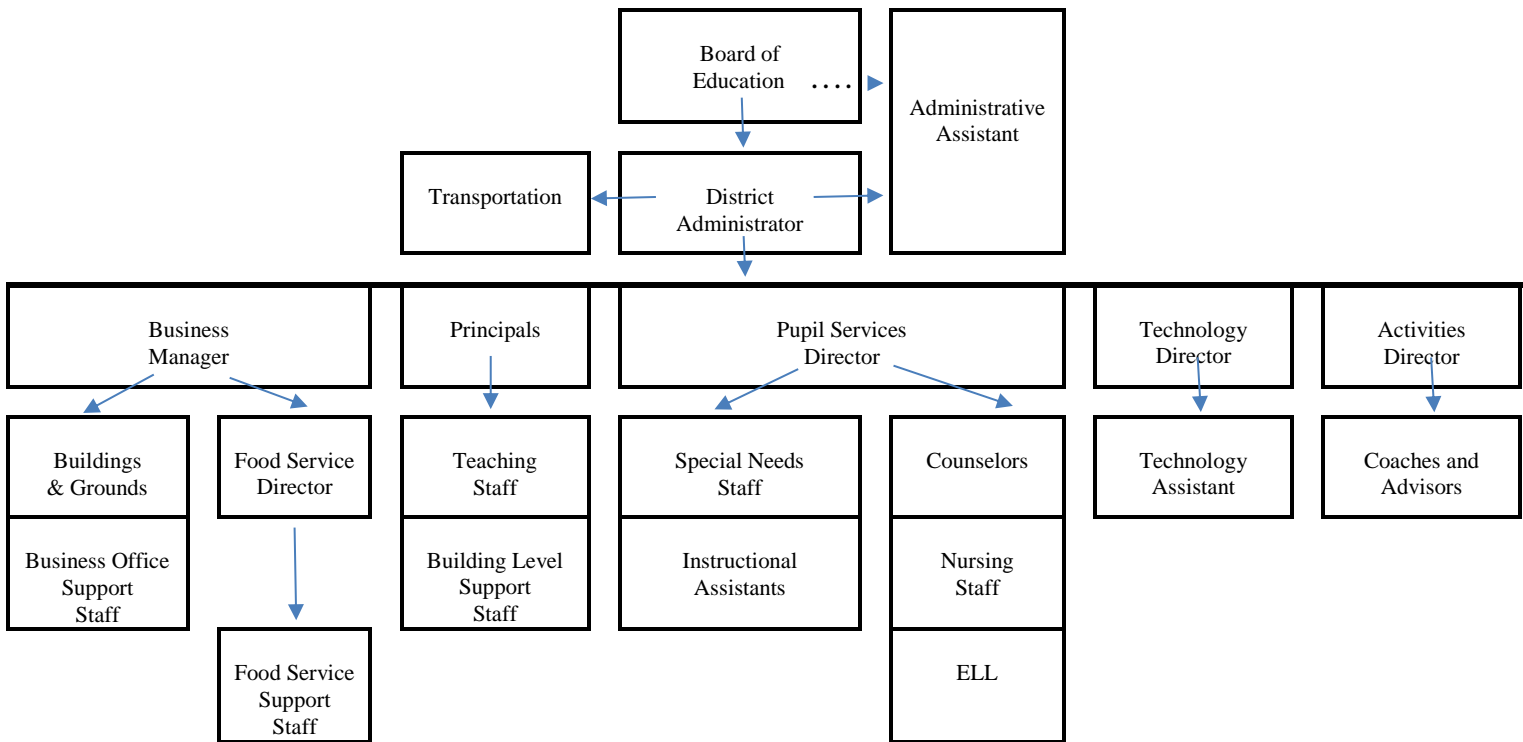 Board of
Education ....
Administrative
Assistant
Transportation
District
Administrator
Business
Manager
Principals
Pupil Services
Director
Technology
Director
Activities
Director
Buildings
& Grounds
Food Service
Director
Teaching
Staff
Special Needs
Staff
Counselors
Technology
Assistant
Coaches and
Advisors
Business Office
Support
Staff
Building Level
Support
Staff
Instructional
Assistants
Nursing
Staff
Food Service
Support
Staff
ELL